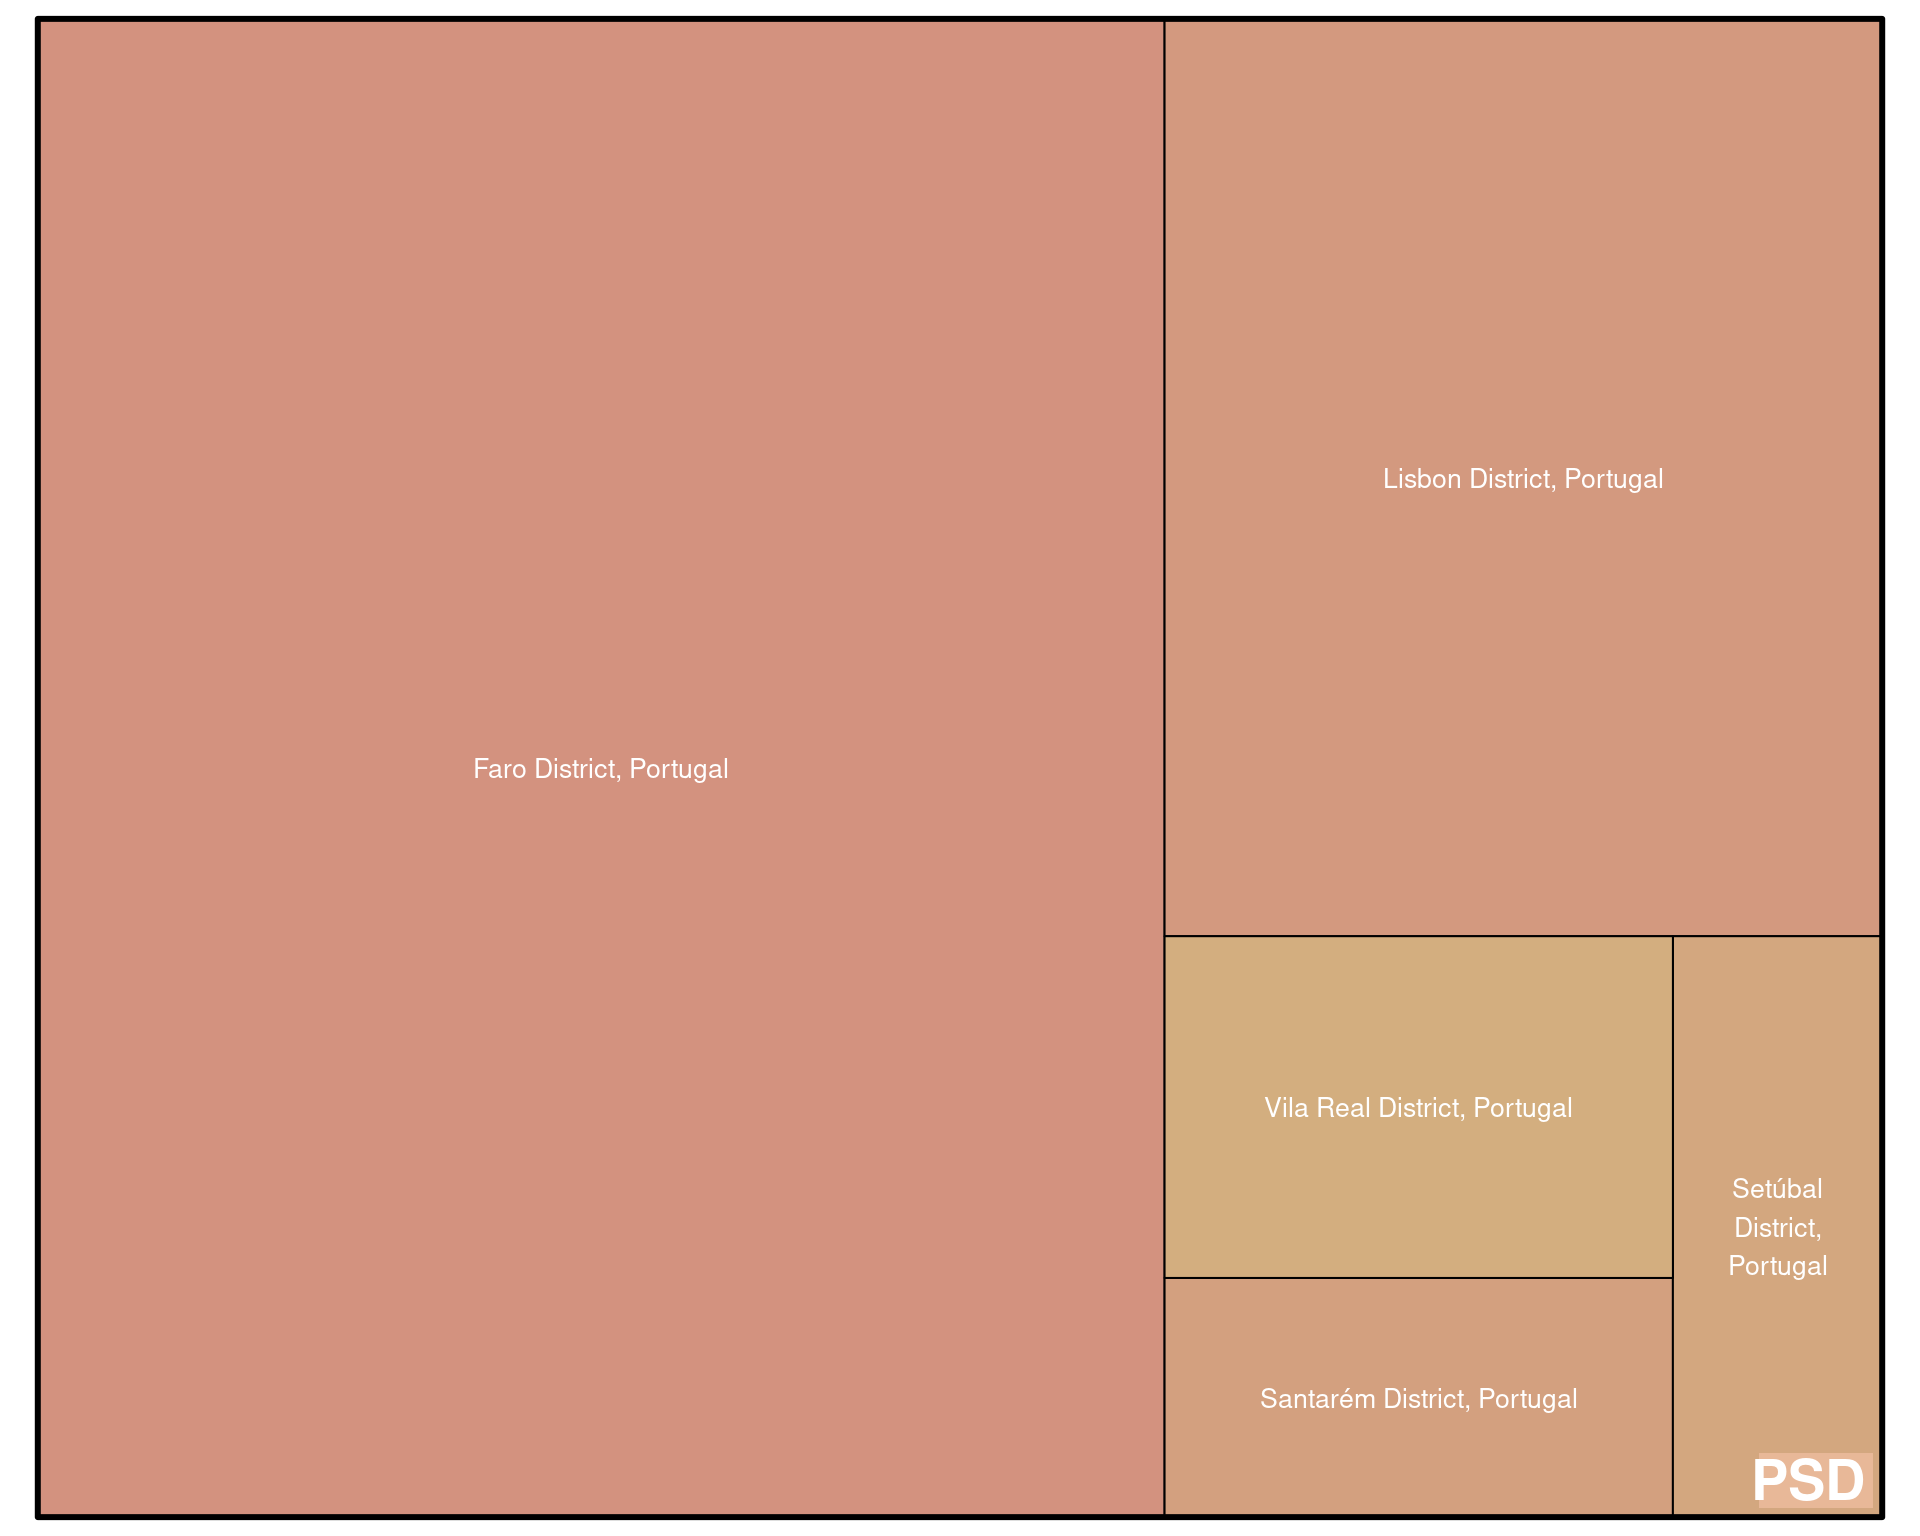 Faro District, Portugal
Lisbon District, Portugal
Vila Real District, Portugal
Setúbal
District,
Portugal
Santarém District, Portugal
PSD